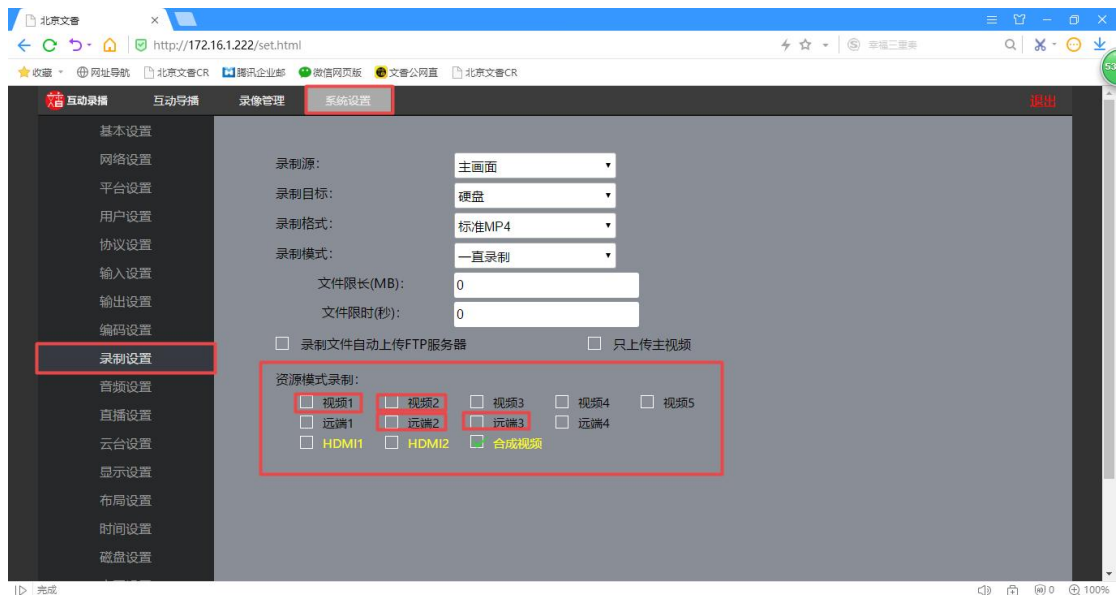 北京文香 ×
http://172.16.1.222/set.html 幸福三重奏
收藏 网址导航 北京文香CR 腾讯企业邮 微信网页版 文香公网直 北京文香CR
53
文香 互动录播 互动导播 录像管理 系统设置 退出
基本设置
网络设置
平台设置
用户设置
协议设置
输入设置
输出设置
编码设置
录制设置
音频设置
直播设置
云台设置
显示设置
布局设置
时间设置
磁盘设置
录制源: 主画面
录制目标: 硬盘
录制格式: 标准MP4
录制模式: 一直录制
文件限长(MB): 0
文件限时(秒): 0
录制文件自动上传FTP服务器 只上传主视频
资源模式录制:
视频1 视频2 视频3 视频4 视频5
远端1 远端2 远端3 远端4
HDMI1 HDMI2 合成视频
完成 0 100%